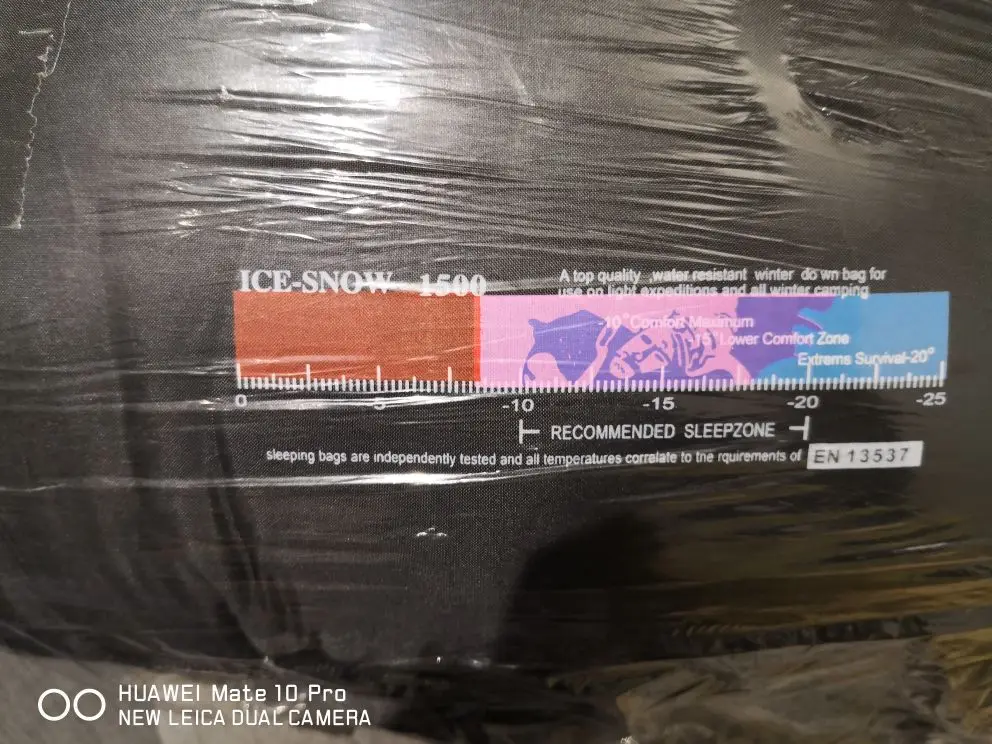 ICE-SNOW 1500
A top quality ,water resistant winter do wn bag for
use on light expeditions and all winter camping
-10°Comfort Maximum
-15°Lower Comfort Zone
Extrems Survival-20°
0 -5 -10 -15 -20 -25
RECOMMENDED SLEEPZONE
sleeping bags are independently tested and all temperatures correlate to the rquirements of EN 13537
HUAWEI Mate 10 Pro
NEW LEICA DUAL CAMERA